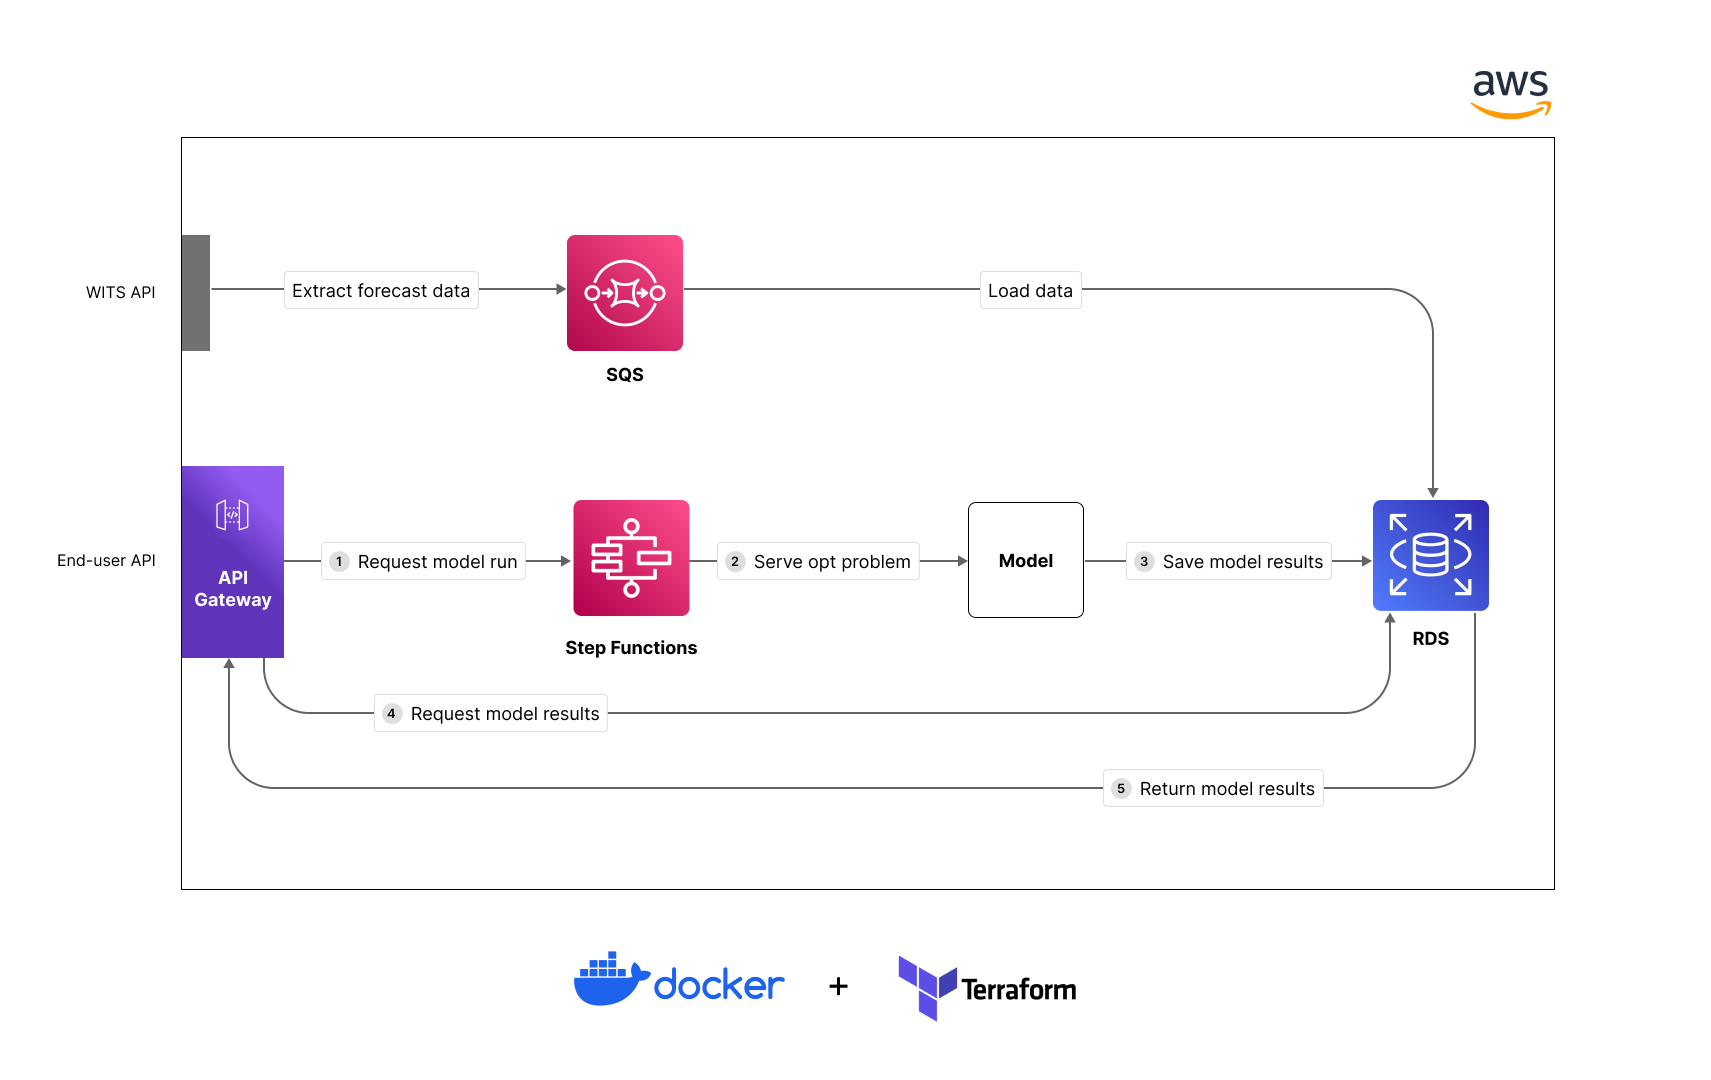 aws
WITS API
Extract forecast data
SQS
Load data
End-user API
API
Gateway
1 Request model run
Step Functions
2 Serve opt problem
Model
3 Save model results
RDS
4 Request model results
5 Return model results
docker
+
Terraform